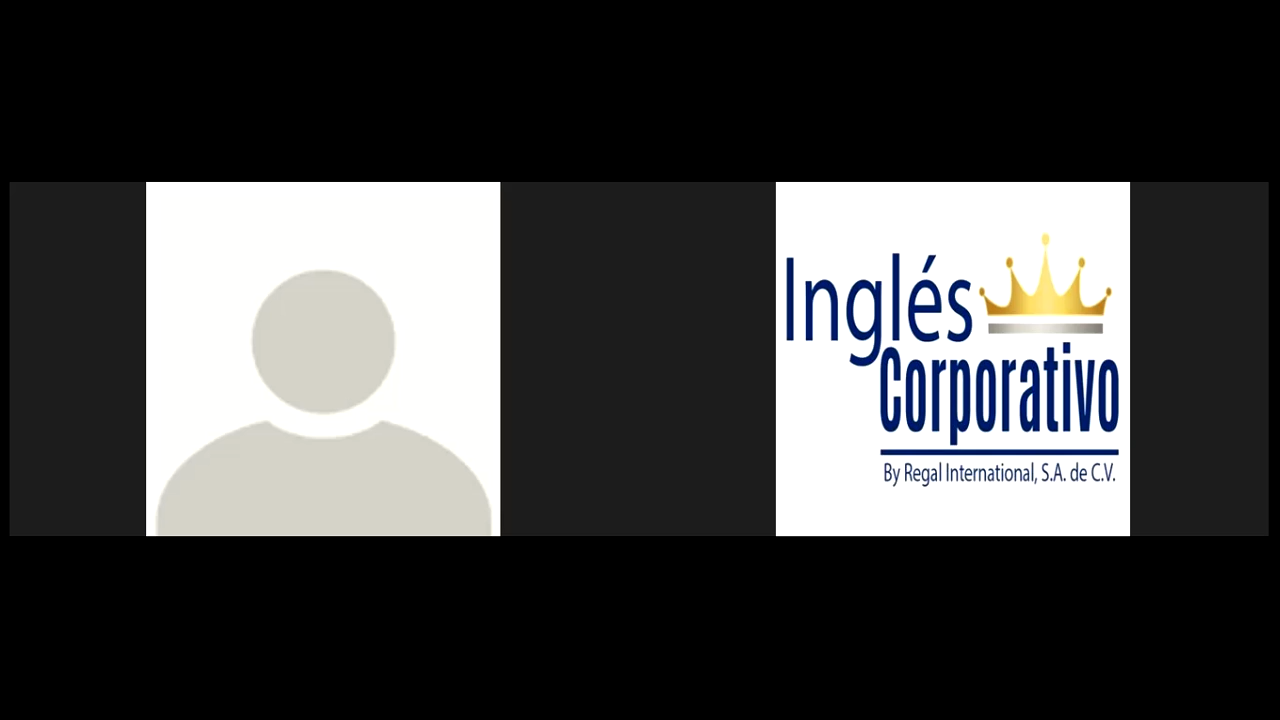 Inglés
Corporativo
By Regal International, S.A. de C.V.